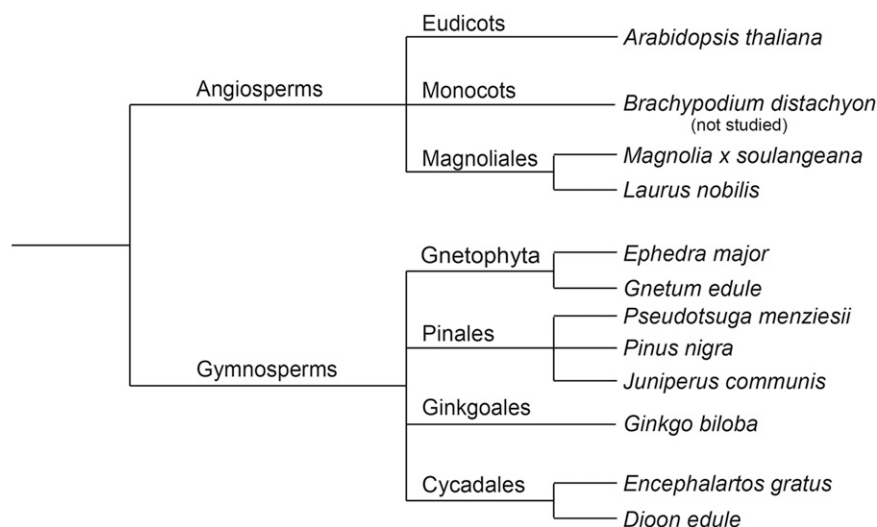 Eudicots
Arabidopsis thaliana
Angiosperms
Monocots
Brachypodium distachyon
(not studied)
Magnoliales
Magnolia x soulangeana
Laurus nobilis
Gnetophyta
Ephedra major
Gnetum edule
Pseudotsuga menziesii
Pinales
Pinus nigra
Gymnosperms
Juniperus communis
Ginkgoales
Ginkgo biloba
Cycadales
Encephalartos gratus
Dioon edule